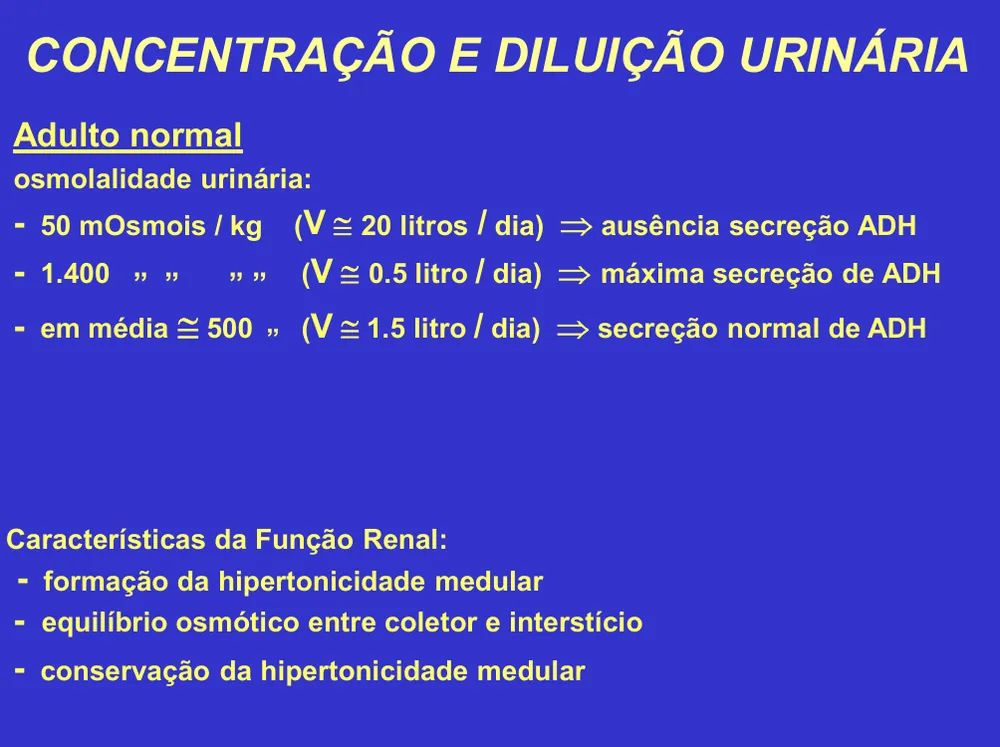 CONCENTRAÇÃO E DILUIÇÃO URINÁRIA
Adulto normal
osmolalidade urinária:
- 50 mOsmois / kg (V ≅ 20 litros / dia) ⇒ ausência secreção ADH
- 1.400 ” ” ” ” (V ≅ 0.5 litro / dia) ⇒ máxima secreção de ADH
- em média ≅ 500 ” (V ≅ 1.5 litro / dia) ⇒ secreção normal de ADH
Características da Função Renal:
- formação da hipertonicidade medular
- equilíbrio osmótico entre coletor e interstício
- conservação da hipertonicidade medular